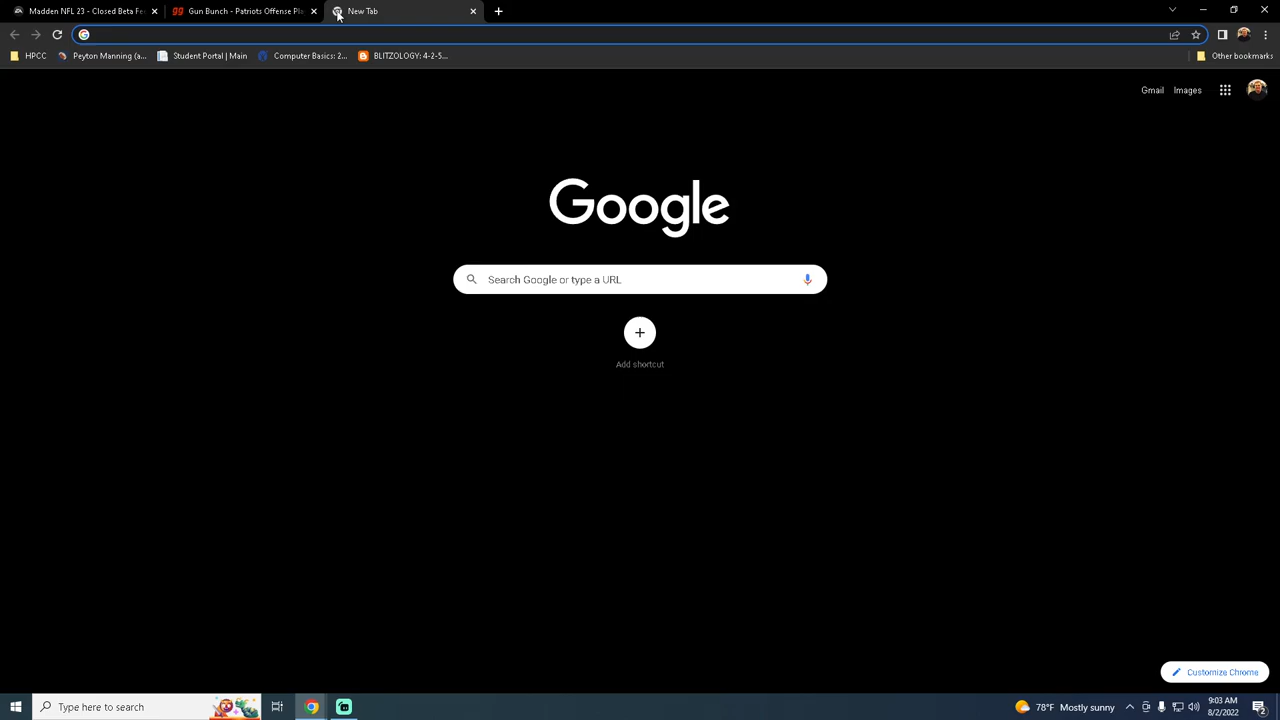 Madden NFL 23 - Closed Beta Fe
Gun Bunch - Patriots Offense Pla
New Tab
HPCC
Peyton Manning (a...
Student Portal | Main
Computer Basics: 2...
BLITZOLOGY: 4-2-5...
Other bookmarks
Gmail
Images
Google
Search Google or type a URL
Add shortcut
Customize Chrome
Type here to search
78°F Mostly sunny
9:03 AM
8/2/2022